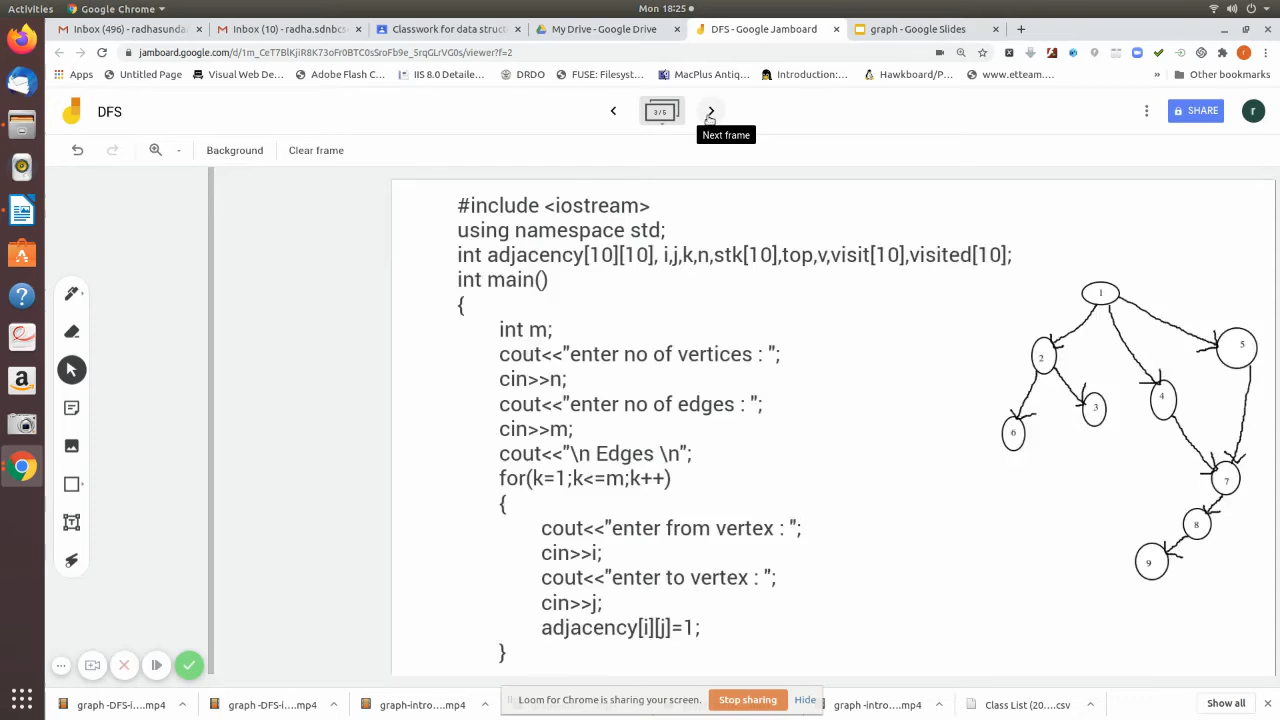 Activities
Google Chrome
Mon 18:25
Inbox (496) - radhasunda
Inbox (10) - radha.sdnbcs
Classwork for data struct
My Drive - Google Drive
DFS - Google Jamboard
graph - Google Slides
jamboard.google.com/d/1m_CeT7BlKjiR8K73oFr0BTC0sSroFb9e_5rqGLrVG0s/viewer?f=2
Apps
Untitled Page
Visual Web De...
Adobe Flash C...
IIS 8.0 Detaile...
DRDO
FUSE: Filesyst...
MacPlus Antiq...
Introduction:...
Hawkboard/P...
www.etteam....
»
Other bookmarks
DFS
3/5
SHARE
r
Next frame
Background
Clear frame
#include <iostream>
using namespace std;
int adjacency[10][10], i,j,k,n,stk[10],top,v,visit[10],visited[10];
int main()
{
int m;
cout<<"enter no of vertices : ";
cin>>n;
cout<<"enter no of edges : ";
cin>>m;
cout<<"\n Edges \n";
for(k=1;k<=m;k++)
{
cout<<"enter from vertex : ";
cin>>i;
cout<<"enter to vertex : ";
cin>>j;
adjacency[i][j]=1;
}
1
5
2
4
3
6
7
8
9
Loom for Chrome is sharing your screen.
Stop sharing
Hide
graph -DFS-i....mp4
graph -DFS-i....mp4
graph-intro....mp4
graph -intro....mp4
Class List (20....csv
Show all